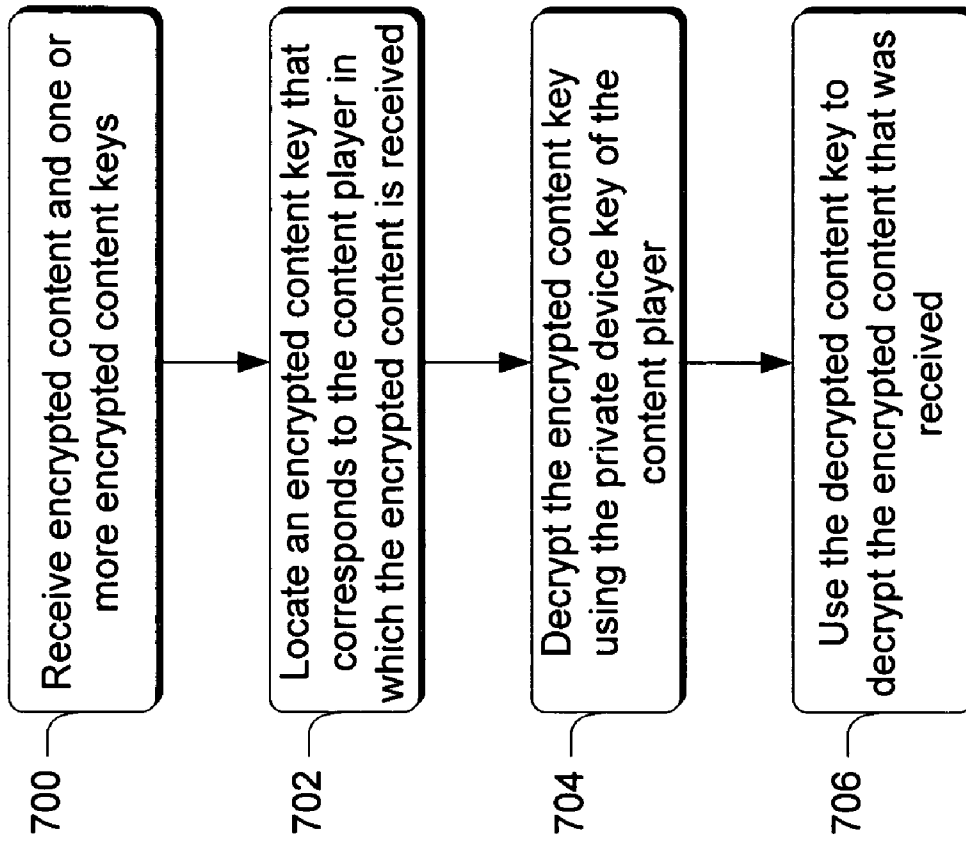 700
Receive encrypted content and one or
more encrypted content keys
702
Locate an encrypted content key that
corresponds to the content player in
which the encrypted content is received
704
Decrypt the encrypted content key
using the private device key of the
content player
706
Use the decrypted content key to
decrypt the encrypted content that was
received